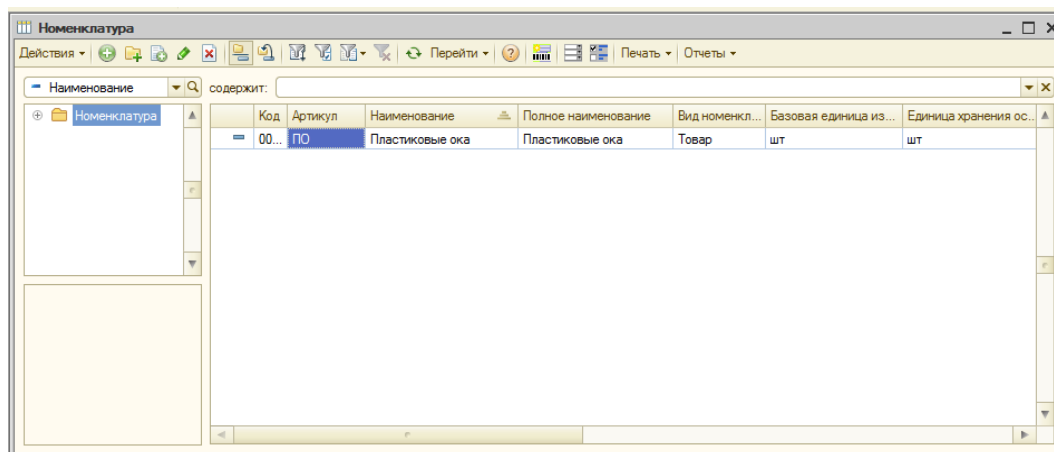 Номенклатура
Действия Перейти Печать Отчеты
Наименование содержит:
Номенклатура
Код Артикул Наименование Полное наименование Вид номенкл... Базовая единица из... Единица хранения ос...
00... ПО Пластиковые ока Пластиковые ока Товар шт шт